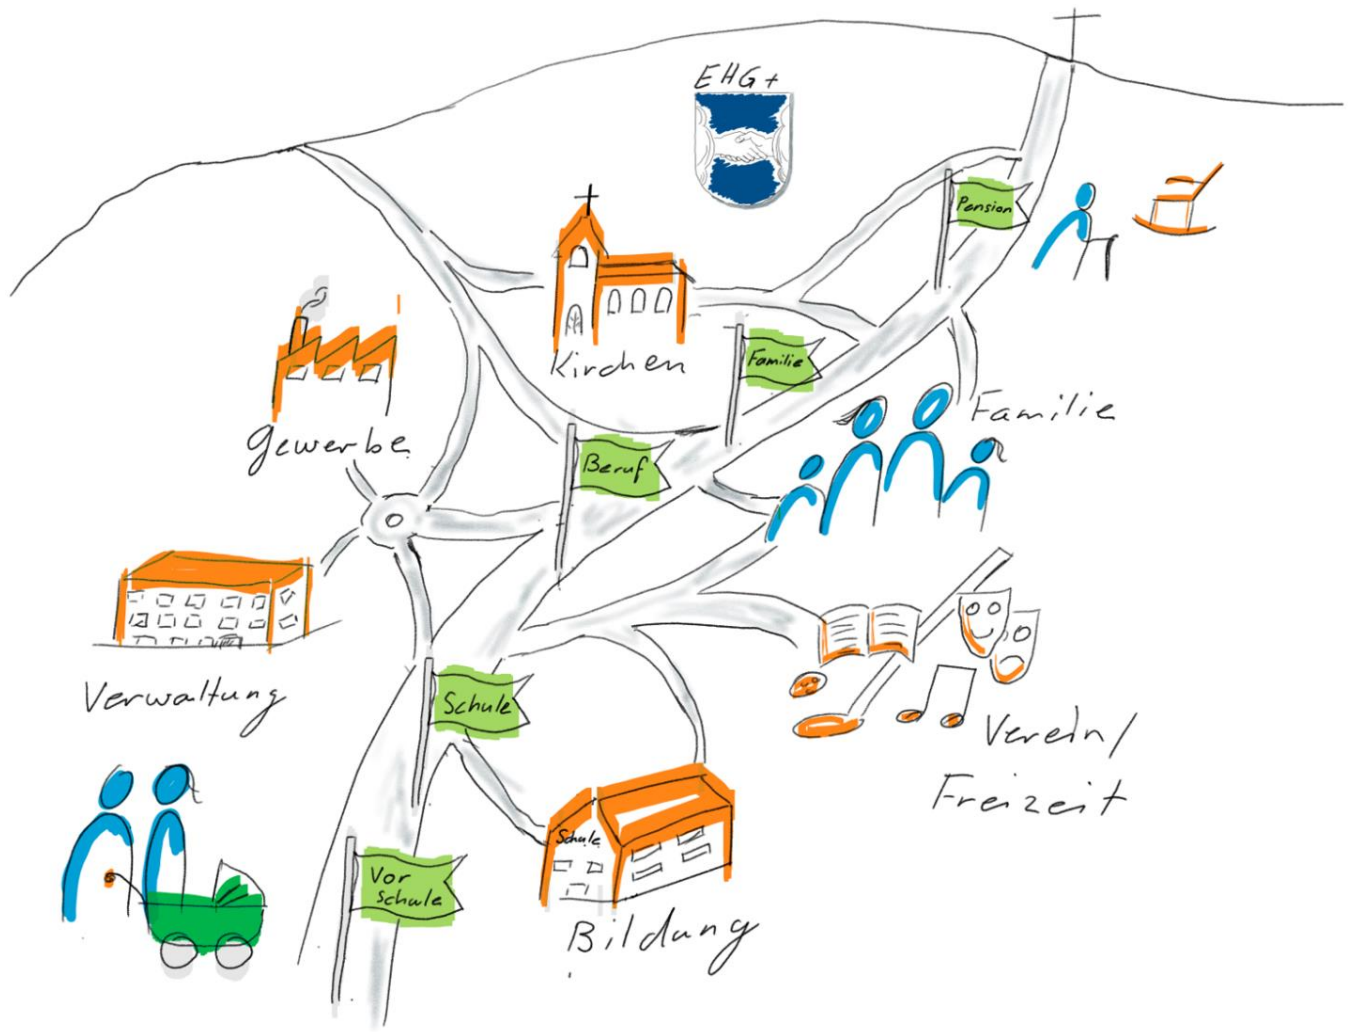 EHG+
Pension
Kirchen
Familie
Familie
Gewerbe
Beruf
Verwaltung
Schule
Verein/
Freizeit
Schule
Vor
Schule
Bildung